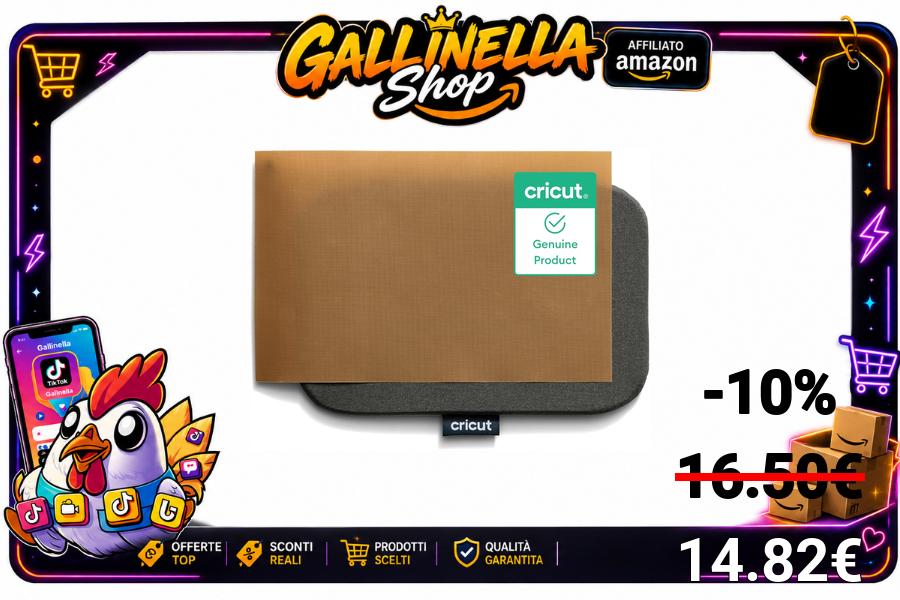 GALLINELLA
Shop
AFFILIATO
amazon
cricut
Genuine
Product
cricut
Gallinella
TikTok
Gallinella
-10%
16.50€
14.82€
OFFERTE
TOP
SCONTI
REALI
PRODOTTI
SCELTI
QUALITÀ
GARANTITA